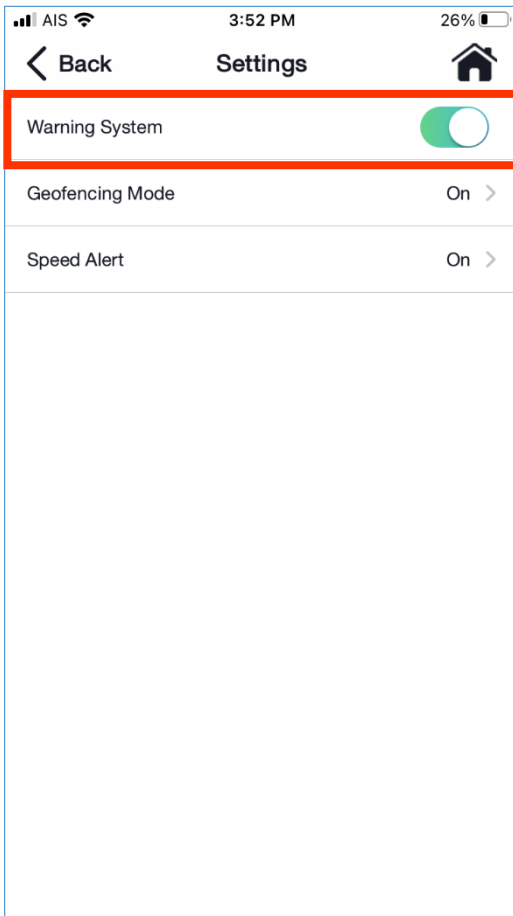 AIS 3:52 PM 26%
Back Settings
Warning System
Geofencing Mode On
Speed Alert On